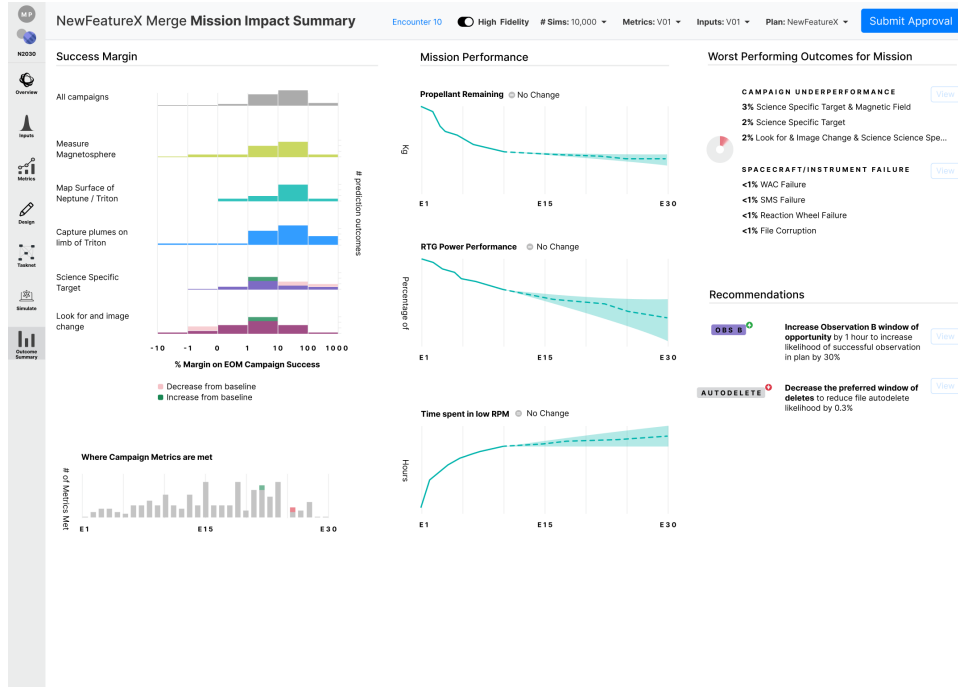 MP
N2030
Overview
Inputs
Metrics
Design
Tasknet
Simulate
Outcome
Summary
NewFeatureX Merge Mission Impact Summary
Encounter 10
High Fidelity
# Sims: 10,000
Metrics: V01
Inputs: V01
Plan: NewFeatureX
Submit Approval
Success Margin
All campaigns
Measure
Magnetosphere
Map Surface of
Neptune / Triton
Capture plumes on
limb of Triton
Science Specific
Target
Look for and image
change
# prediction outcomes
-10 -1 0 1 10 100 1000
% Margin on EOM Campaign Success
Decrease from baseline
Increase from baseline
Where Campaign Metrics are met
# of Metrics Met
E1 E15 E30
Mission Performance
Propellant Remaining No Change
Kg
E1 E15 E30
RTG Power Performance No Change
Percentage of
E1 E15 E30
Time spent in low RPM No Change
Hours
E1 E15 E30
Worst Performing Outcomes for Mission
CAMPAIGN UNDERPERFORMANCE
View
3% Science Specific Target & Magnetic Field
2% Science Specific Target
2% Look for & Image Change & Science Science Spe...
SPACECRAFT/INSTRUMENT FAILURE
View
<1% WAC Failure
<1% SMS Failure
<1% Reaction Wheel Failure
<1% File Corruption
Recommendations
OBS B
Increase Observation B window of
opportunity by 1 hour to increase
likelihood of successful observation
in plan by 30%
View
AUTODELETE
Decrease the preferred window of
deletes to reduce file autodelete
likelihood by 0.3%
View